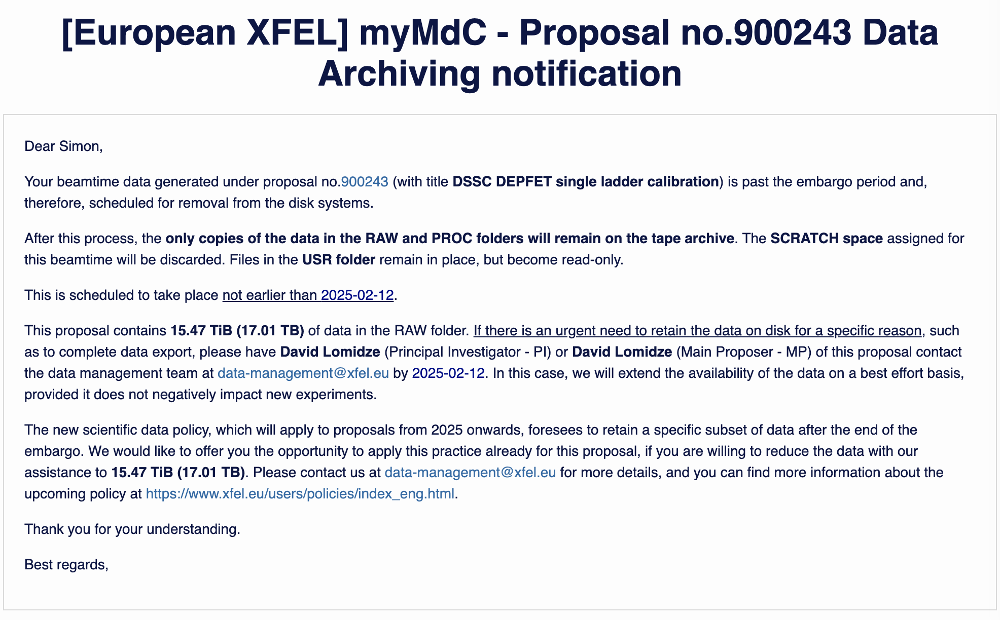 [European XFEL] myMdC - Proposal no.900243 Data
Archiving notification
Dear Simon,
Your beamtime data generated under proposal no.900243 (with title DSSC DEPFET single ladder calibration) is past the embargo period and,
therefore, scheduled for removal from the disk systems.
After this process, the only copies of the data in the RAW and PROC folders will remain on the tape archive. The SCRATCH space assigned for
this beamtime will be discarded. Files in the USR folder remain in place, but become read-only.
This is scheduled to take place not earlier than 2025-02-12.
This proposal contains 15.47 TiB (17.01 TB) of data in the RAW folder. If there is an urgent need to retain the data on disk for a specific reason, such
as to complete data export, please have David Lomidze (Principal Investigator - PI) or David Lomidze (Main Proposer - MP) of this proposal contact
the data management team at data-management@xfel.eu by 2025-02-12. In this case, we will extend the availability of the data on a best effort basis,
provided it does not negatively impact new experiments.
The new scientific data policy, which will apply to proposals from 2025 onwards, foresees to retain a specific subset of data after the end of the
embargo. We would like to offer you the opportunity to apply this practice already for this proposal, if you are willing to reduce the data with our
assistance to 15.47 TiB (17.01 TB). Please contact us at data-management@xfel.eu for more details, and you can find more information about the
upcoming policy at https://www.xfel.eu/users/policies/index_eng.html.
Thank you for your understanding.
Best regards,